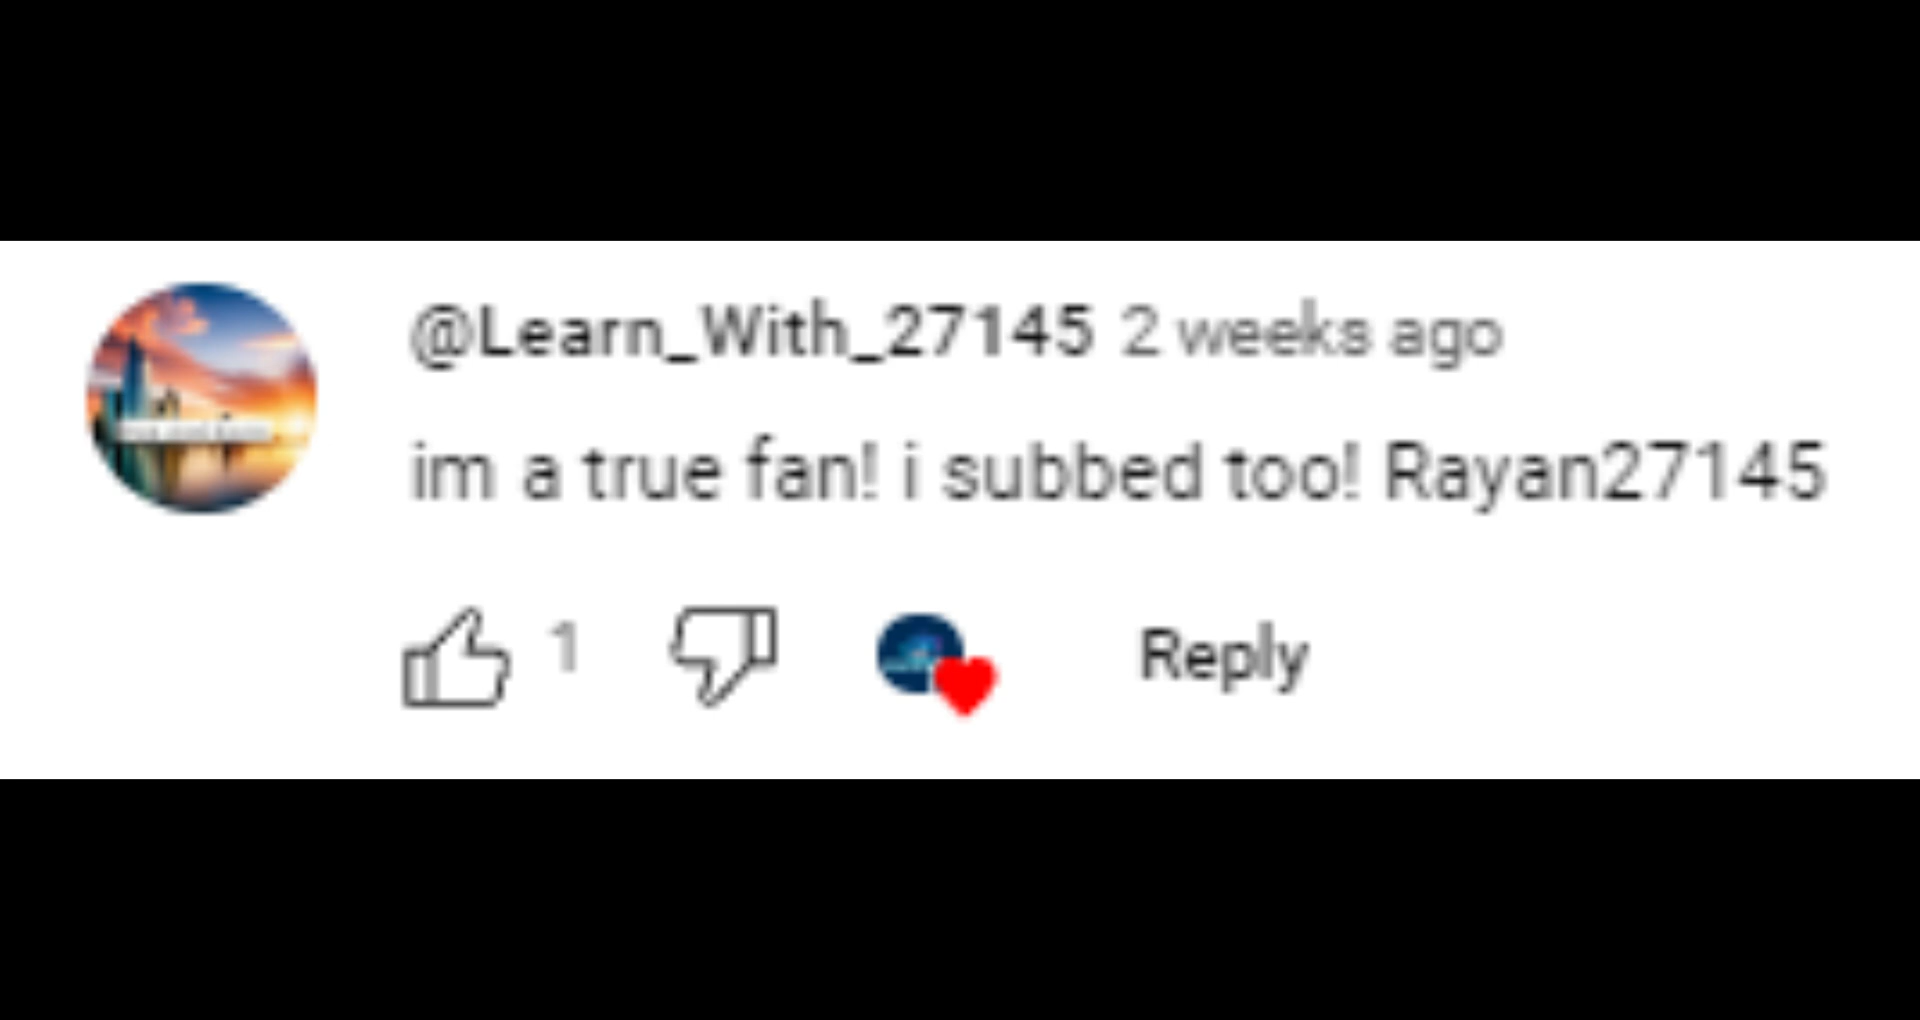 @Learn_With_27145 2 weeks ago
im a true fan! i subbed too! Rayan27145
1
Reply